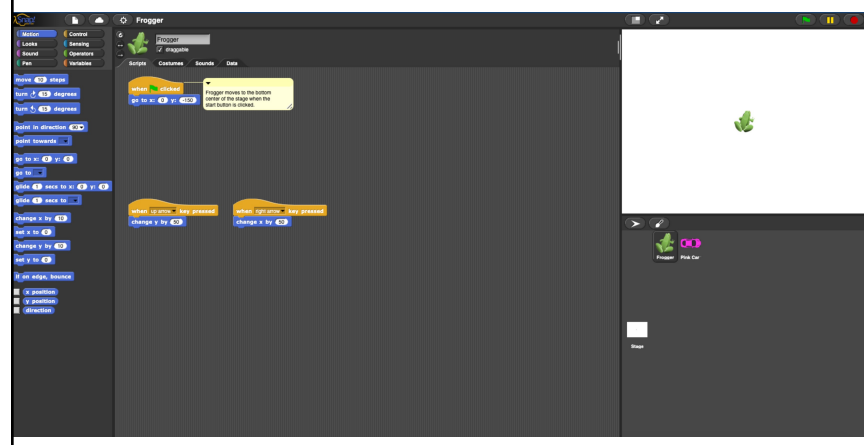 Snap!
Frogger
Motion Control
Looks Sensing
Sound Operators
Pen Variables
Frogger
draggable
Scripts Costumes Sounds Data
move 10 steps
turn 15 degrees
turn 15 degrees
point in direction 90
point towards
go to x: 0 y: 0
go to
glide 1 secs to x: 0 y: 0
glide 1 secs to
change x by 10
set x to 0
change y by 10
set y to 0
if on edge, bounce
x position
y position
direction
when clicked
go to x: 0 y: -150
Frogger moves to the bottom
center of the stage when the
start button is clicked.
when up arrow key pressed
change y by
when right arrow key pressed
change x by
Frogger Pink Car
Stage